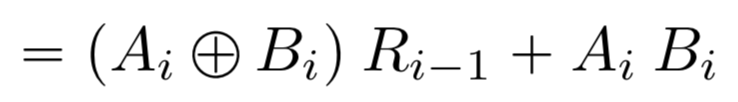 = (A_i ⊕ B_i) R_{i−1} + A_i B_i